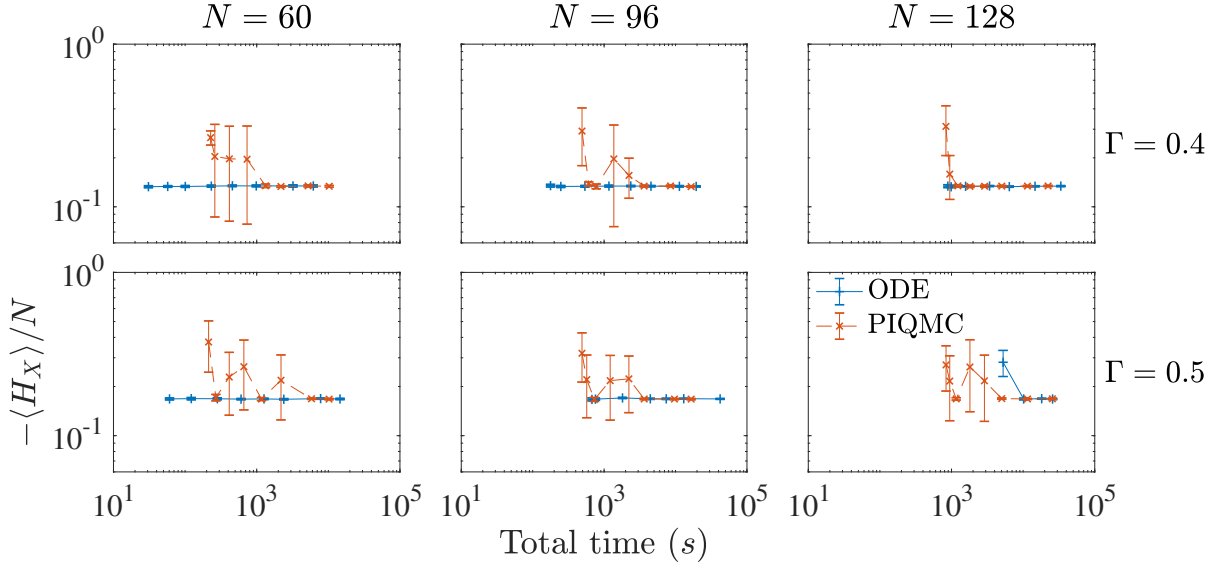 N = 60
N = 96
N = 128
10^0
10^-1
Γ = 0.4
10^0
10^-1
ODE
PIQMC
Γ = 0.5
−⟨H_X⟩/N
10^1 10^3 10^5
10^1 10^3 10^5
10^1 10^3 10^5
Total time (s)